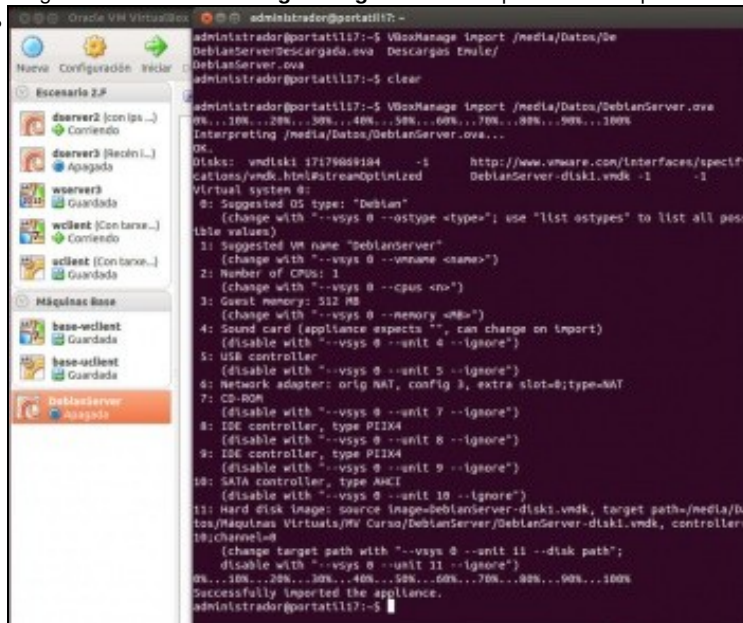 Oracle VM VirtualBox
administrador@portatil17: ~
Nueva Configuración Iniciar
Escenario 2.F
dserver2 (con ips ...)
Corriendo
dserver3 (Recén i...)
Apagada
wserver3
Guardada
wclient (Con tarxe...)
Corriendo
uclient (Con tarxe...)
Guardada
Máquinas Base
base-wclient
Guardada
base-uclient
Guardada
DebianServer
Apagada
administrador@portatil17:~$ VBoxManage import /media/Datos/De
DebianServerDescargada.ova Descargas Emule/
DebianServer.ova
administrador@portatil17:~$ clear
administrador@portatil17:~$ VBoxManage import /media/Datos/DebianServer.ova
0%...10%...20%...30%...40%...50%...60%...70%...80%...90%...100%
Interpreting /media/Datos/DebianServer.ova...
OK.
Disks: vmdisk1 17179869184 -1 http://www.vmware.com/interfaces/specifi
cations/vmdk.html#streamOptimized DebianServer-disk1.vmdk -1 -1
Virtual system 0:
0: Suggested OS type: "Debian"
(change with "--vsys 0 --ostype <type>"; use "list ostypes" to list all poss
ible values)
1: Suggested VM name "DebianServer"
(change with "--vsys 0 --vmname <name>")
2: Number of CPUs: 1
(change with "--vsys 0 --cpus <n>")
3: Guest memory: 512 MB
(change with "--vsys 0 --memory <MB>")
4: Sound card (appliance expects "", can change on import)
(disable with "--vsys 0 --unit 4 --ignore")
5: USB controller
(disable with "--vsys 0 --unit 5 --ignore")
6: Network adapter: orig NAT, config 3, extra slot=0;type=NAT
7: CD-ROM
(disable with "--vsys 0 --unit 7 --ignore")
8: IDE controller, type PIIX4
(disable with "--vsys 0 --unit 8 --ignore")
9: IDE controller, type PIIX4
(disable with "--vsys 0 --unit 9 --ignore")
10: SATA controller, type AHCI
(disable with "--vsys 0 --unit 10 --ignore")
11: Hard disk image: source image=DebianServer-disk1.vmdk, target path=/media/Da
tos/Maquinas Virtuais/MV Curso/DebianServer/DebianServer-disk1.vmdk, controller=
10;channel=0
(change target path with "--vsys 0 --unit 11 --disk path";
disable with "--vsys 0 --unit 11 --ignore")
0%...10%...20%...30%...40%...50%...60%...70%...80%...90%...100%
Successfully imported the appliance.
administrador@portatil17:~$